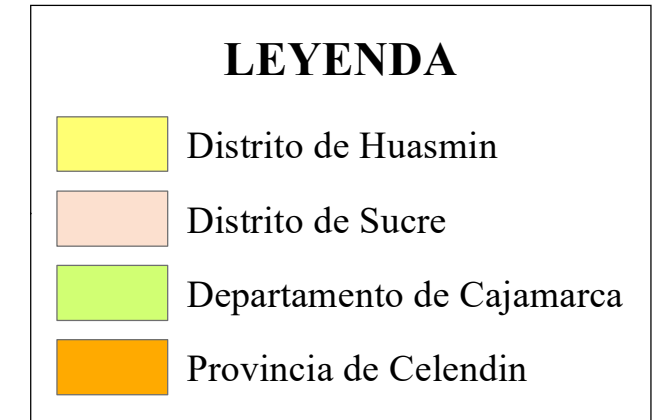 LEYENDA
Distrito de Huasmin
Distrito de Sucre
Departamento de Cajamarca
Provincia de Celendin